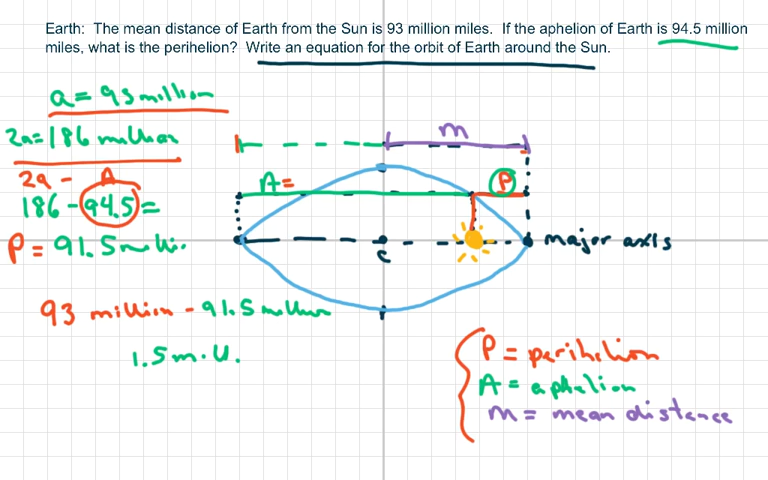 Earth: The mean distance of Earth from the Sun is 93 million miles. If the aphelion of Earth is 94.5 million
miles, what is the perihelion? Write an equation for the orbit of Earth around the Sun.
a = 93 million
2a = 186 million
2a - A
186 - 94.5 =
P = 91.5 milli.
93 million - 91.5 million
1.5 mil.
m
A =
P
c
major axis
P = perihelion
A = aphelion
m = mean distance